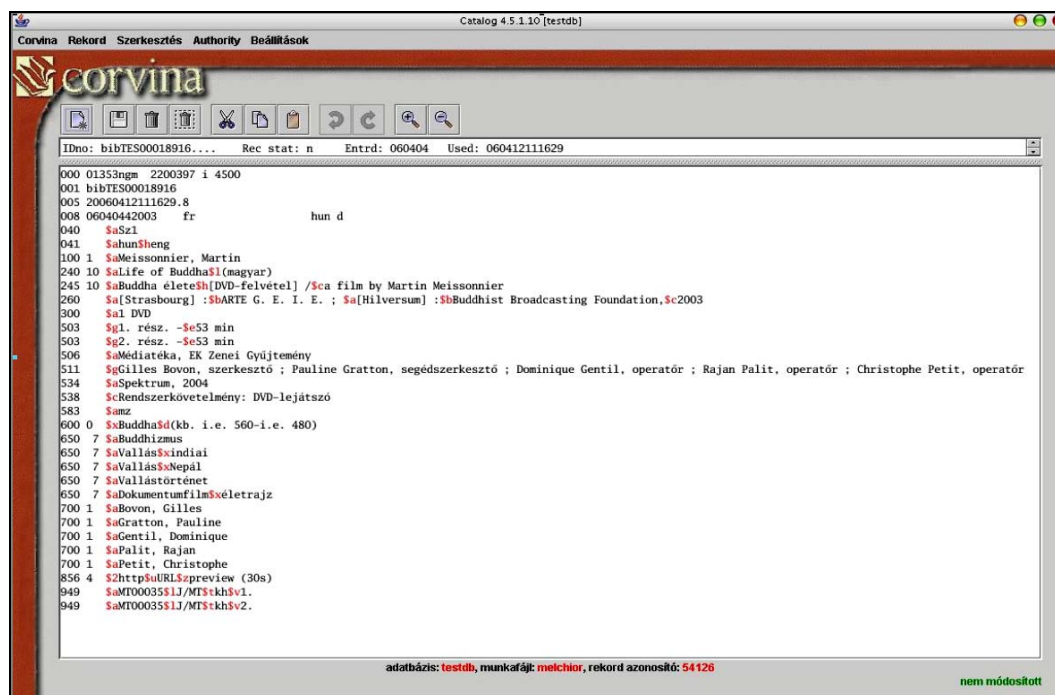 Catalog 4.5.1.10 [testdb]
Corvina Rekord Szerkesztés Authority Beállítások
corvina
IDno: bibTES00018916.... Rec stat: n Entrd: 060404 Used: 060412111629
000 01353ngm 2200397 i 4500
001 bibTES00018916
005 20060412111629.8
008 06040442003 fr hun d
040 $aSz1
041 $ahun$heng
100 1 $aMeissonnier, Martin
240 10 $aLife of Buddha$l(magyar)
245 10 $aBuddha élete$h[DVD-felvétel] /$ca film by Martin Meissonnier
260 $a[Strasbourg] :$bARTE G. E. I. E. ; $a[Hilversum] :$bBuddhist Broadcasting Foundation,$c2003
300 $a1 DVD
503 $g1. rész. -$e53 min
503 $g2. rész. -$e53 min
506 $aMédiatéka, EK Zenei Gyűjtemény
511 $gGilles Bovon, szerkesztő ; Pauline Gratton, segédszerkesztő ; Dominique Gentil, operatőr ; Rajan Palit, operatőr ; Christophe Petit, operatőr
534 $aSpektrum, 2004
538 $cRendszerkövetelmény: DVD-lejátszó
583 $amz
600 0 $xBuddha$d(kb. i.e. 560-i.e. 480)
650 7 $aBuddhizmus
650 7 $aVallás$xindiai
650 7 $aVallás$xNepál
650 7 $aVallástörténet
650 7 $aDokumentumfilm$xéletrajz
700 1 $aBovon, Gilles
700 1 $aGratton, Pauline
700 1 $aGentil, Dominique
700 1 $aPalit, Rajan
700 1 $aPetit, Christophe
856 4 $2http$uURL$zpreview (30s)
949 $aMT00035$lJ/MT$tkh$v1.
949 $aMT00035$lJ/MT$tkh$v2.
adatbázis: testdb, munkafájl: melchior, rekord azonosító: 54126
nem módosított